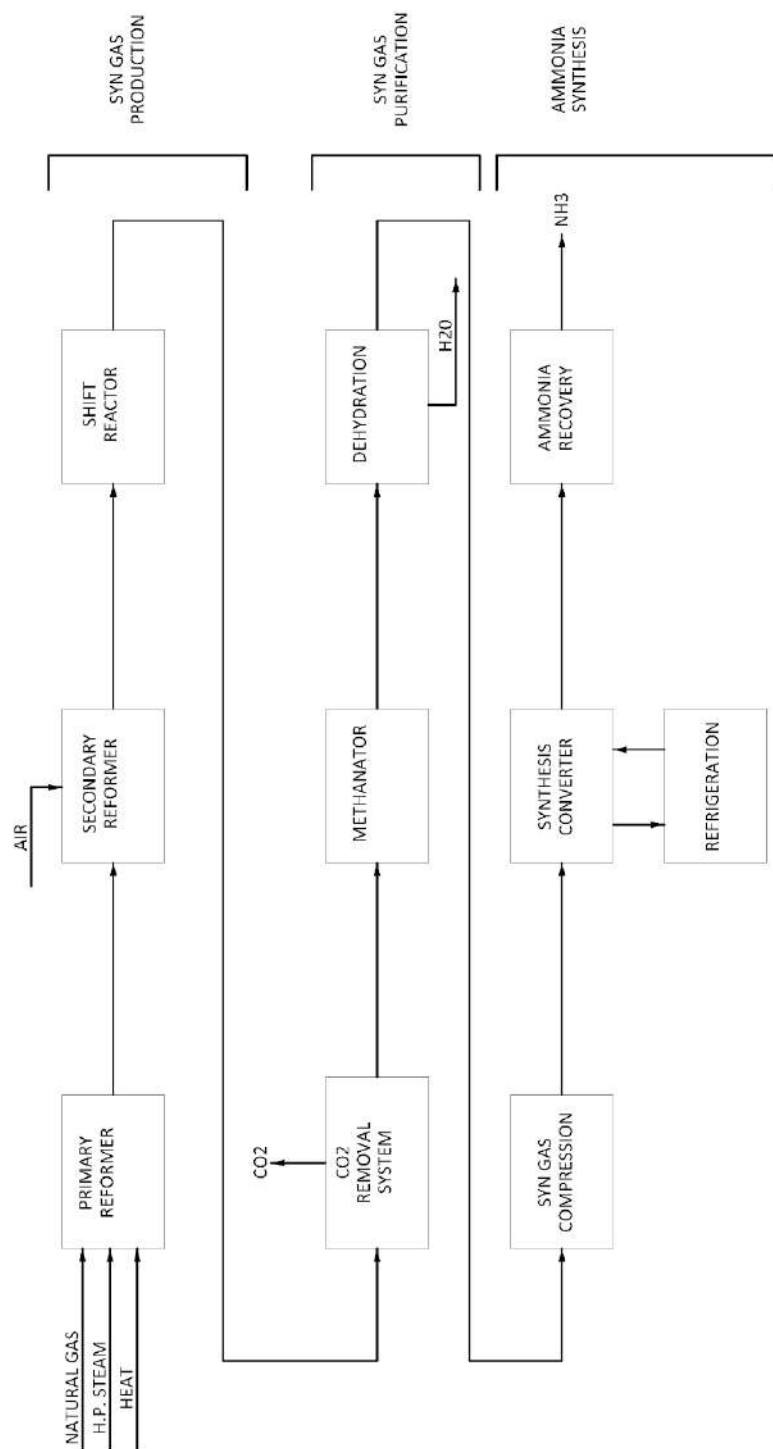 NATURAL GAS
H.P. STEAM
HEAT
PRIMARY
REFORMER
AIR
SECONDARY
REFORMER
SHIFT
REACTOR
SYN GAS
PRODUCTION
CO2
CO2
REMOVAL
SYSTEM
METHANATOR
DEHYDRATION
H20
SYN GAS
PURIFICATION
SYN GAS
COMPRESSION
SYNTHESIS
CONVERTER
REFRIGERATION
AMMONIA
RECOVERY
NH3
AMMONIA
SYNTHESIS